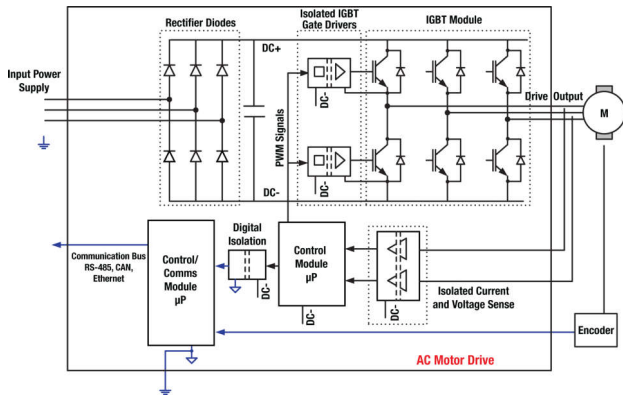 Rectifier Diodes
Isolated IGBT
Gate Drivers
IGBT Module
DC+
Input Power
Supply
DC-
PWM Signals
Drive Output
M
DC-
DC-
Communication Bus
RS-485, CAN,
Ethernet
Control/
Comms
Module
µP
Digital
Isolation
DC-
Control
Module
µP
DC-
DC-
Isolated Current
and Voltage Sense
Encoder
AC Motor Drive